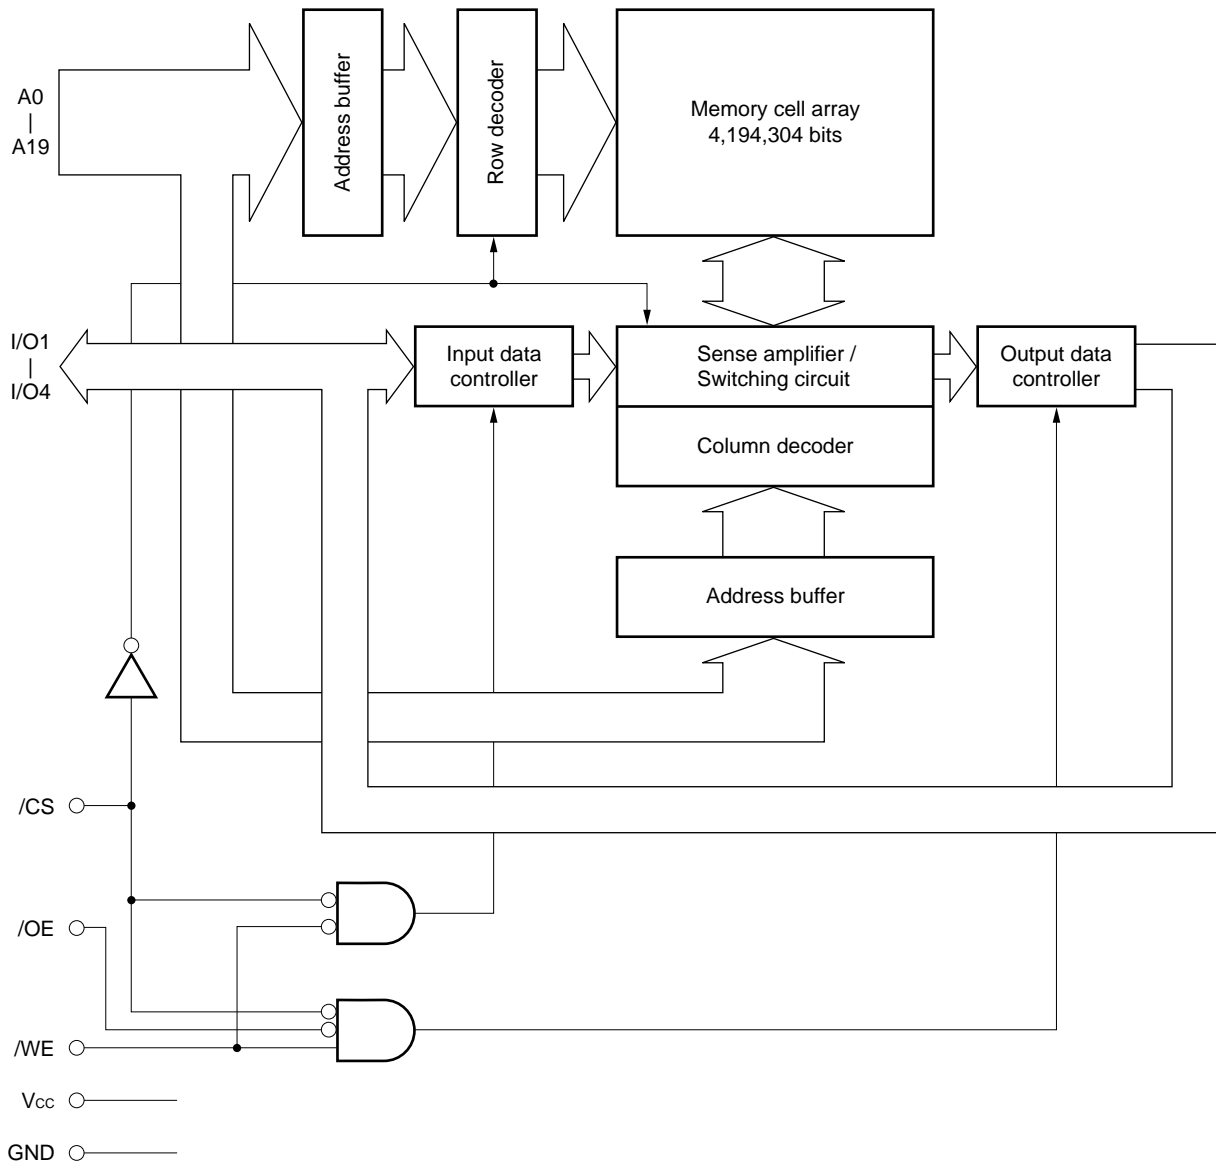 A0
|
A19
Address buffer
Row decoder
Memory cell array
4,194,304 bits
I/O1
|
I/O4
Input data
controller
Sense amplifier /
Switching circuit
Output data
controller
Column decoder
Address buffer
/CS
/OE
/WE
VCC
GND